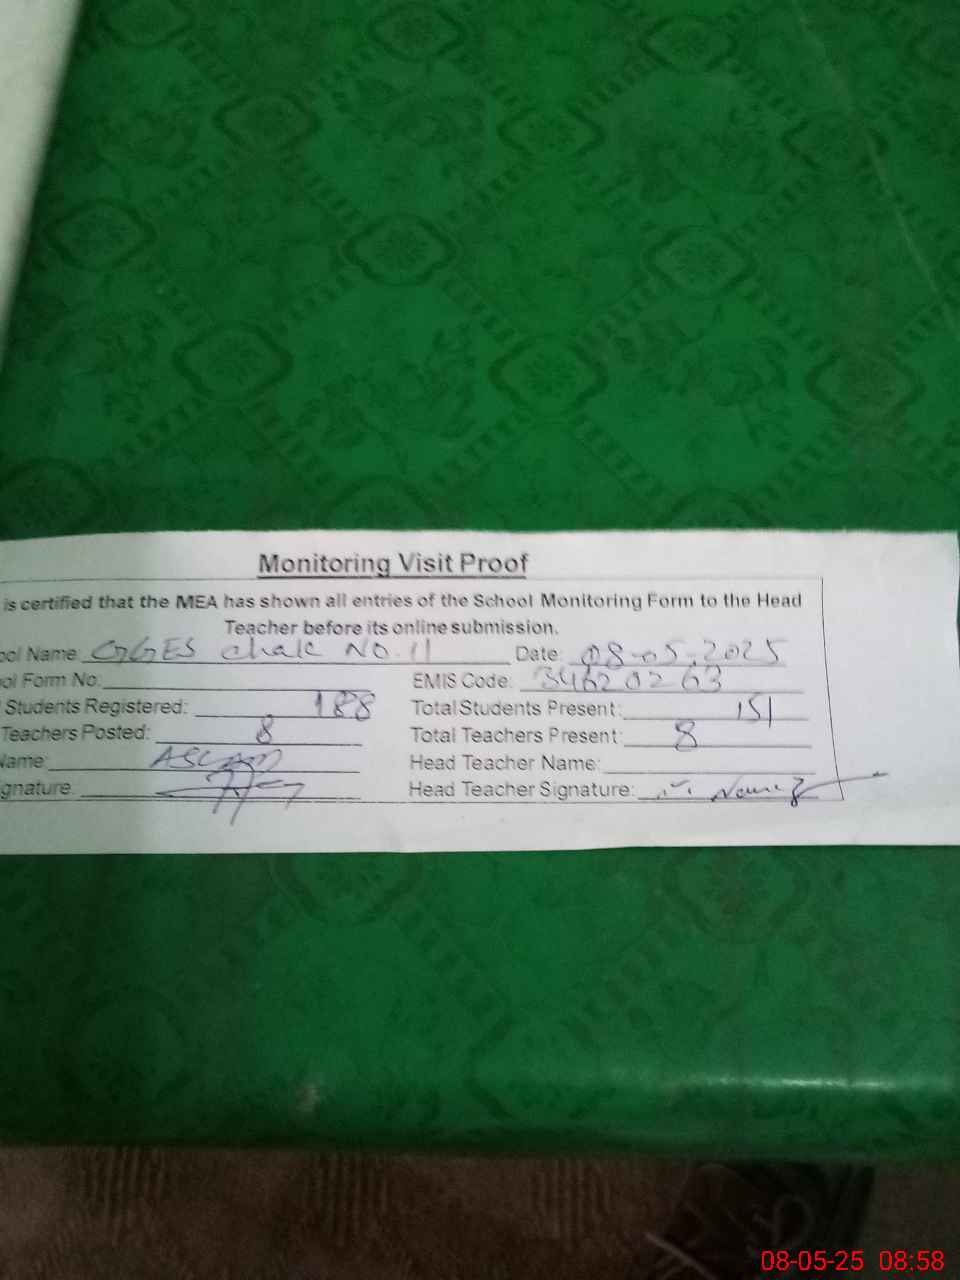 Monitoring Visit Proof
is certified that the MEA has shown all entries of the School Monitoring Form to the Head
Teacher before its online submission.
ool Name GGES Chak NO.11 Date: 08-05-2025
ol Form No: EMIS Code: 34620263
Students Registered: 188 Total Students Present: 151
Teachers Posted: 8 Total Teachers Present: 8
Name: ASLAM Head Teacher Name:
gnature. Head Teacher Signature:
08-05-25 08:58